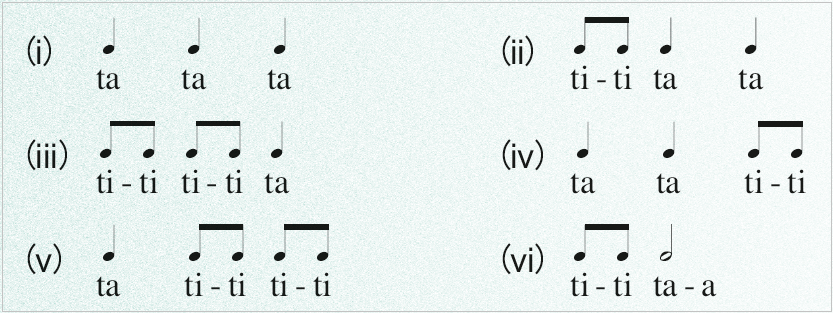 (i) ta ta ta
(ii) ti - ti ta ta
(iii) ti - ti ti - ti ta
(iv) ta ta ti - ti
(v) ta ti - ti ti - ti
(vi) ti - ti ta - a